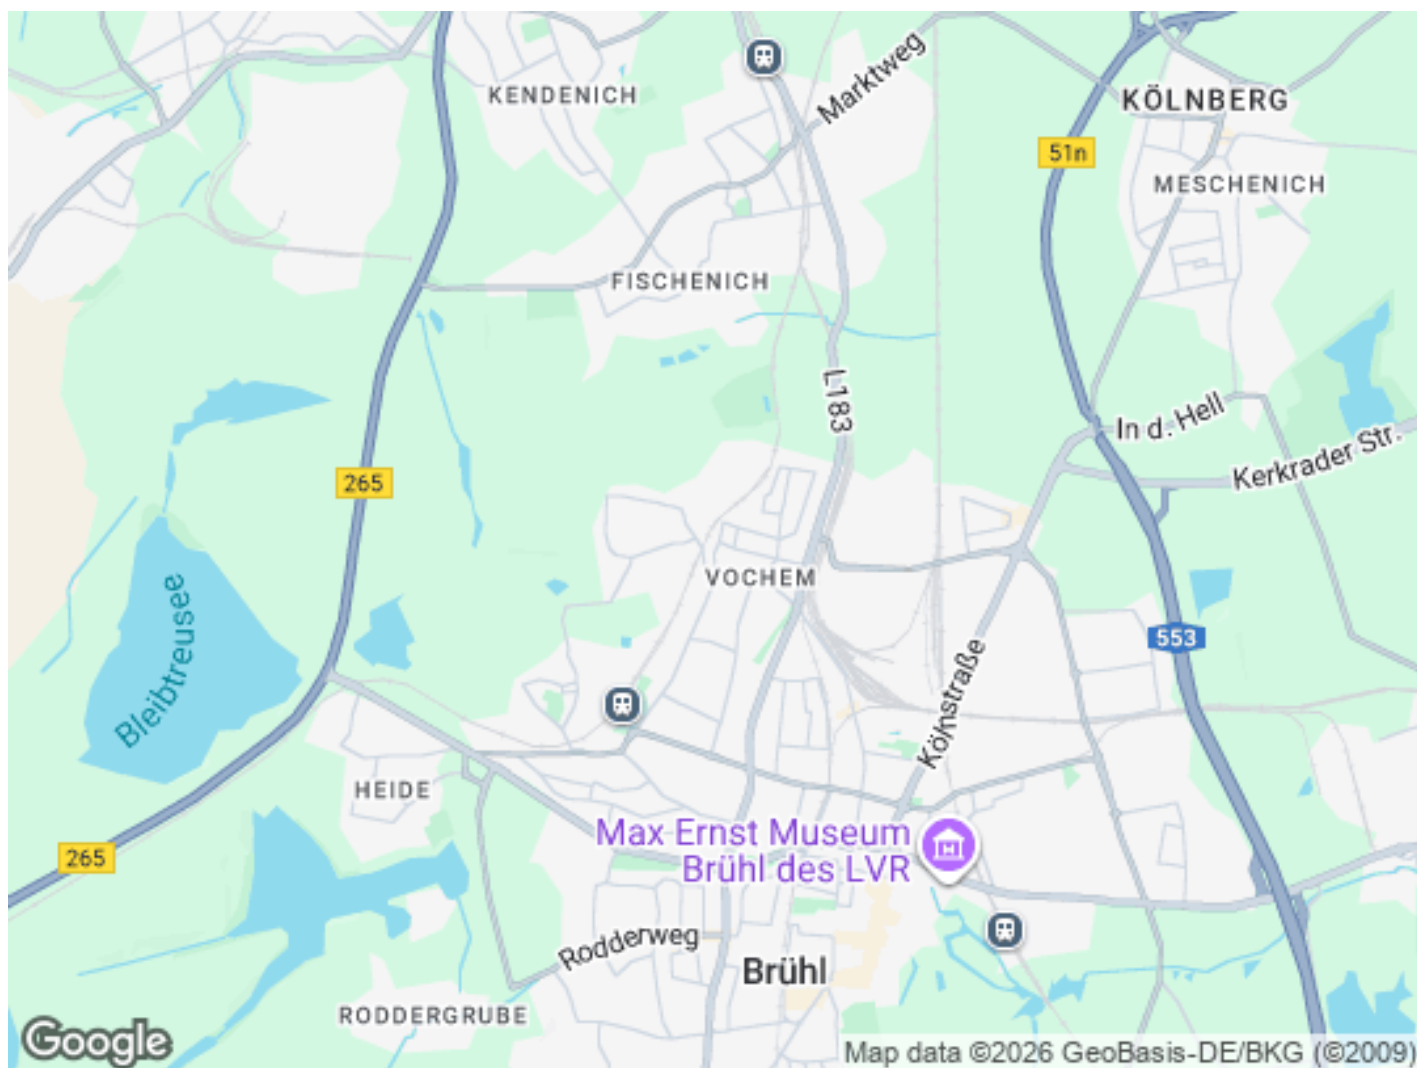 Marktweg
KENDENICH
KÖLNBERG
51n
MESCHENICH
FISCHENICH
L183
In d. Hell
Kerkrader Str.
265
VOCHEM
Bleibtreusee
553
Kölnstraße
HEIDE
Max Ernst Museum
Brühl des LVR
265
Rodderweg
Brühl
RODDERGRUBE
Google
Map data ©2026 GeoBasis-DE/BKG (©2009)